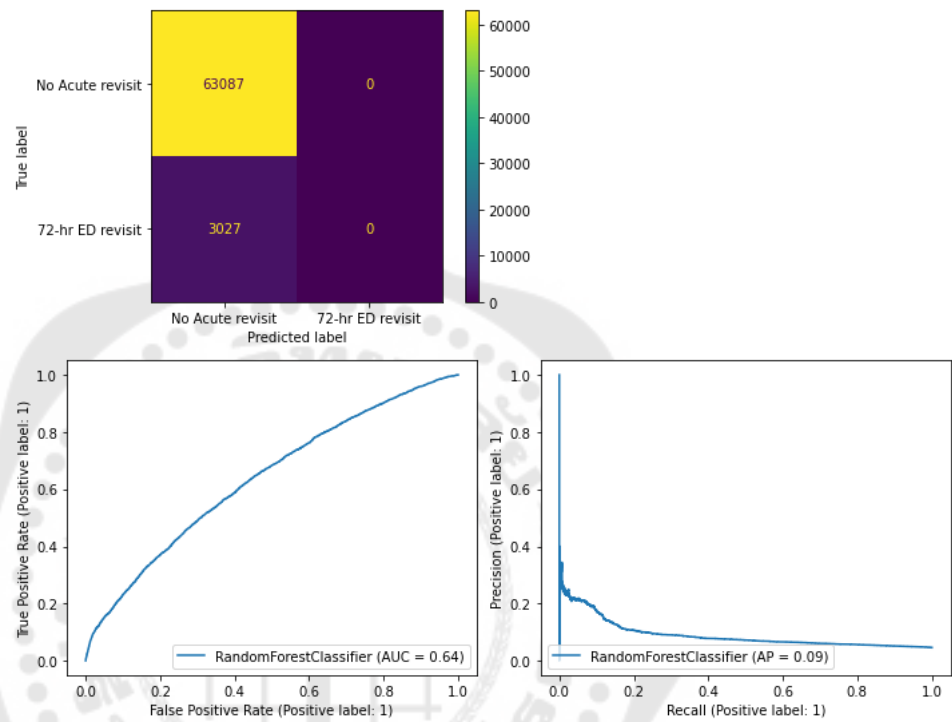 60000
No Acute revisit
63087
0
50000
40000
True label
30000
20000
72-hr ED revisit
3027
0
10000
0
No Acute revisit
72-hr ED revisit
Predicted label
True Positive Rate (Positive label: 1)
1.0
0.8
0.6
0.4
0.2
0.0
RandomForestClassifier (AUC = 0.64)
0.0
0.2
0.4
0.6
0.8
1.0
False Positive Rate (Positive label: 1)
Precision (Positive label: 1)
1.0
0.8
0.6
0.4
0.2
0.0
RandomForestClassifier (AP = 0.09)
0.0
0.2
0.4
0.6
0.8
1.0
Recall (Positive label: 1)